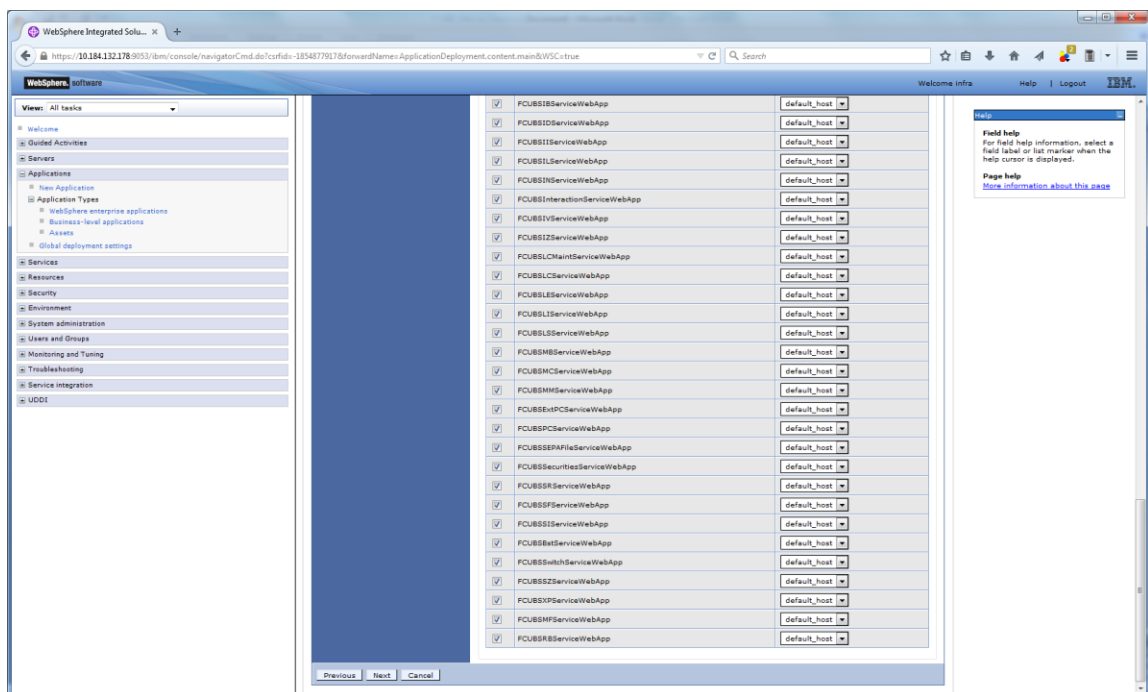 WebSphere Integrated Solu...
https://10.184.132.178:9053/ibm/console/navigatorCmd.do?csrfid=-1854877917&forwardName=ApplicationDeployment.content.main&WSC=true
Search
2
WebSphere. software
Welcome infra
Help | Logout
IBM.
View: All tasks
Welcome
Guided Activities
Servers
Applications
New Application
Application Types
WebSphere enterprise applications
Business-level applications
Assets
Global deployment settings
Services
Resources
Security
Environment
System administration
Users and Groups
Monitoring and Tuning
Troubleshooting
Service integration
UDDI
FCUBSIBServiceWebApp default_host
FCUBSIDServiceWebApp default_host
FCUBSIIServiceWebApp default_host
FCUBSILServiceWebApp default_host
FCUBSINServiceWebApp default_host
FCUBSInteractionServiceWebApp default_host
FCUBSIVServiceWebApp default_host
FCUBSIZServiceWebApp default_host
FCUBSLCMaintServiceWebApp default_host
FCUBSLCServiceWebApp default_host
FCUBSLEServiceWebApp default_host
FCUBSLIServiceWebApp default_host
FCUBSLSServiceWebApp default_host
FCUBSMBServiceWebApp default_host
FCUBSMCServiceWebApp default_host
FCUBSMMServiceWebApp default_host
FCUBSExtPCServiceWebApp default_host
FCUBSPCServiceWebApp default_host
FCUBSSEPAFileServiceWebApp default_host
FCUBSSecuritiesServiceWebApp default_host
FCUBSSRServiceWebApp default_host
FCUBSSFServiceWebApp default_host
FCUBSSIServiceWebApp default_host
FCUBSBstServiceWebApp default_host
FCUBSSwitchServiceWebApp default_host
FCUBSSZServiceWebApp default_host
FCUBSXPServiceWebApp default_host
FCUBSMFServiceWebApp default_host
FCUBSRBServiceWebApp default_host
Previous Next Cancel
Help
Field help
For field help information, select a
field label or list marker when the
help cursor is displayed.
Page help
More information about this page